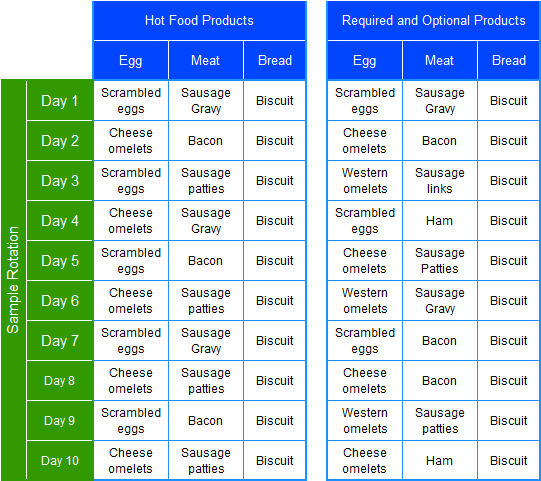 Hot Food Products Required and Optional Products
Egg Meat Bread Egg Meat Bread
Sample Rotation
Day 1 Scrambled eggs Sausage Gravy Biscuit Scrambled eggs Sausage Gravy Biscuit
Day 2 Cheese omelets Bacon Biscuit Cheese omelets Bacon Biscuit
Day 3 Scrambled eggs Sausage patties Biscuit Western omelets Sausage links Biscuit
Day 4 Cheese omelets Sausage Gravy Biscuit Scrambled eggs Ham Biscuit
Day 5 Scrambled eggs Bacon Biscuit Cheese omelets Sausage Patties Biscuit
Day 6 Cheese omelets Sausage patties Biscuit Western omelets Sausage Gravy Biscuit
Day 7 Scrambled eggs Sausage Gravy Biscuit Scrambled eggs Bacon Biscuit
Day 8 Cheese omelets Sausage patties Biscuit Cheese omelets Bacon Biscuit
Day 9 Scrambled eggs Bacon Biscuit Western omelets Sausage patties Biscuit
Day 10 Cheese omelets Sausage patties Biscuit Cheese omelets Ham Biscuit